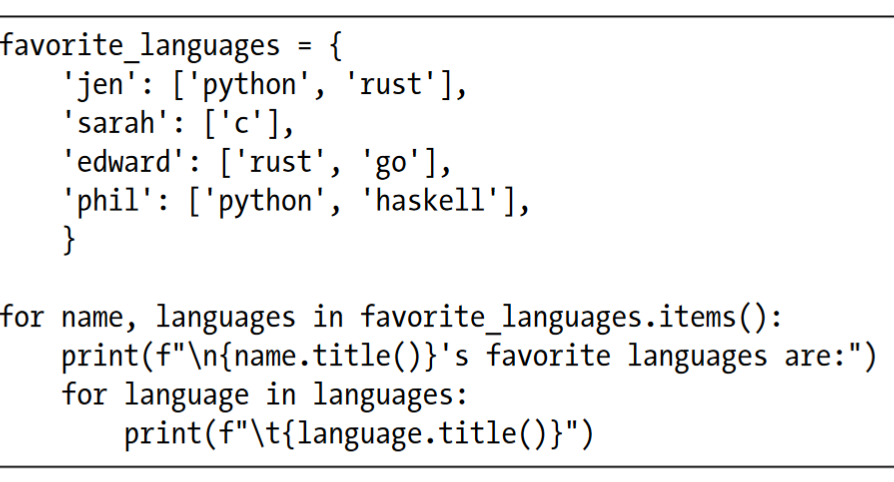 favorite_languages = {
    'jen': ['python', 'rust'],
    'sarah': ['c'],
    'edward': ['rust', 'go'],
    'phil': ['python', 'haskell'],
    }

for name, languages in favorite_languages.items():
    print(f"\n{name.title()}'s favorite languages are:")
    for language in languages:
        print(f"\t{language.title()}")